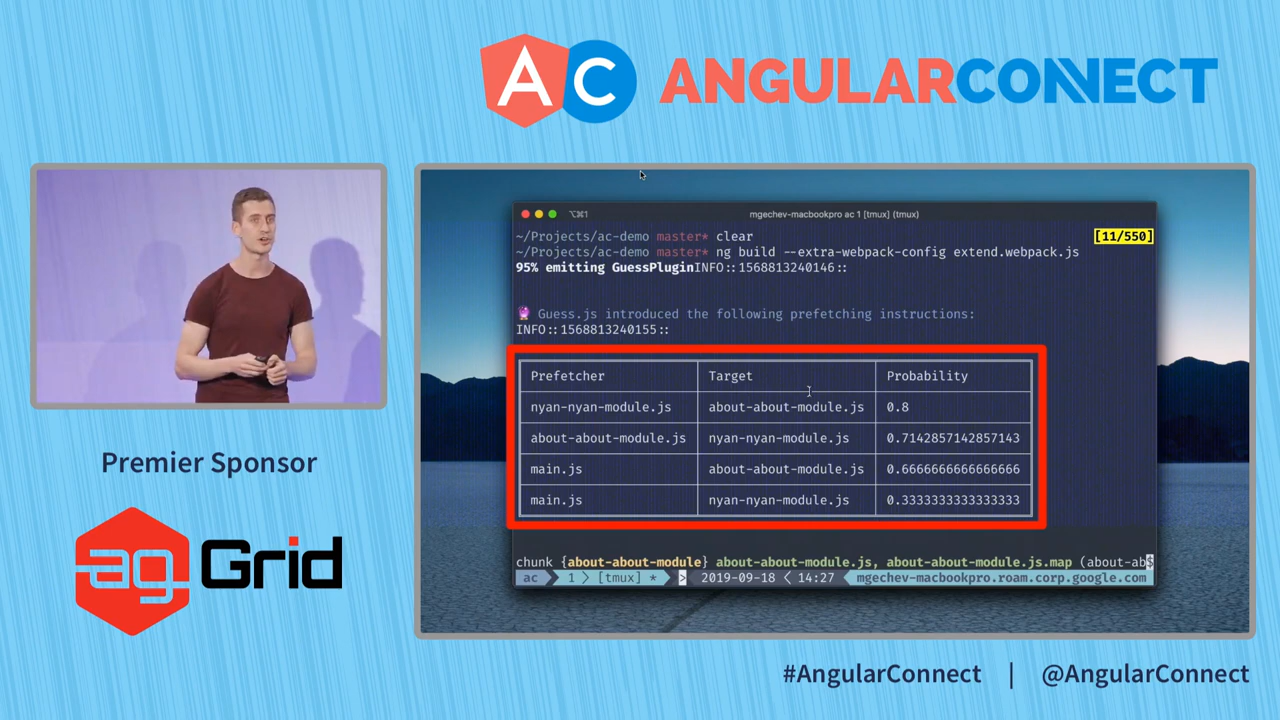 AC ANGULARCONNECT
⌥⌘1 mgechev-macbookpro ac 1 [tmux] (tmux)
~/Projects/ac-demo master* clear [11/550]
~/Projects/ac-demo master* ng build --extra-webpack-config extend.webpack.js
95% emitting GuessPluginINFO::1568813240146::
🔮 Guess.js introduced the following prefetching instructions:
INFO::1568813240155::
Prefetcher Target Probability
nyan-nyan-module.js about-about-module.js 0.8
about-about-module.js nyan-nyan-module.js 0.7142857142857143
main.js about-about-module.js 0.6666666666666666
main.js nyan-nyan-module.js 0.3333333333333333
chunk {about-about-module} about-about-module.js, about-about-module.js.map (about-ab$
ac 1 [tmux] * > 2019-09-18 < 14:27 mgechev-macbookpro.roam.corp.google.com
Premier Sponsor
ag Grid
#AngularConnect | @AngularConnect